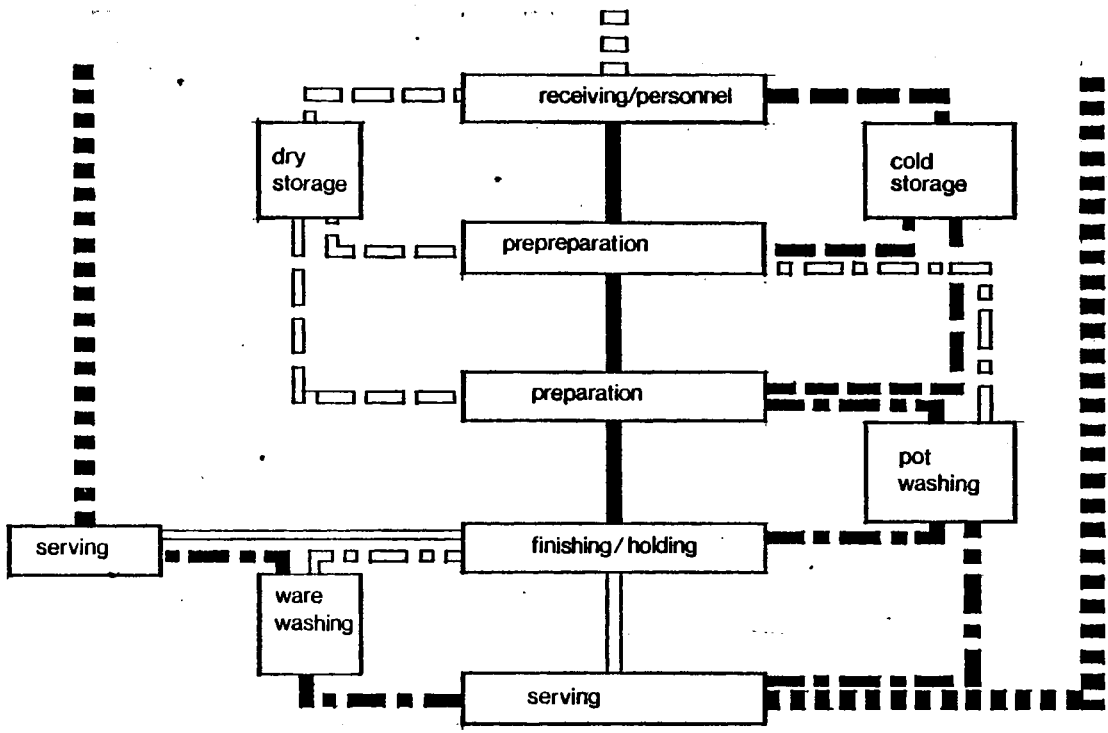 receiving/personnel
dry
storage
cold
storage
prepreparation
preparation
pot
washing
serving
finishing/holding
ware
washing
serving